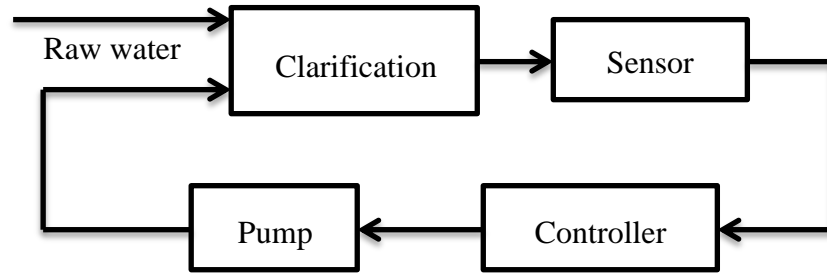 Raw water
Clarification
Sensor
Pump
Controller